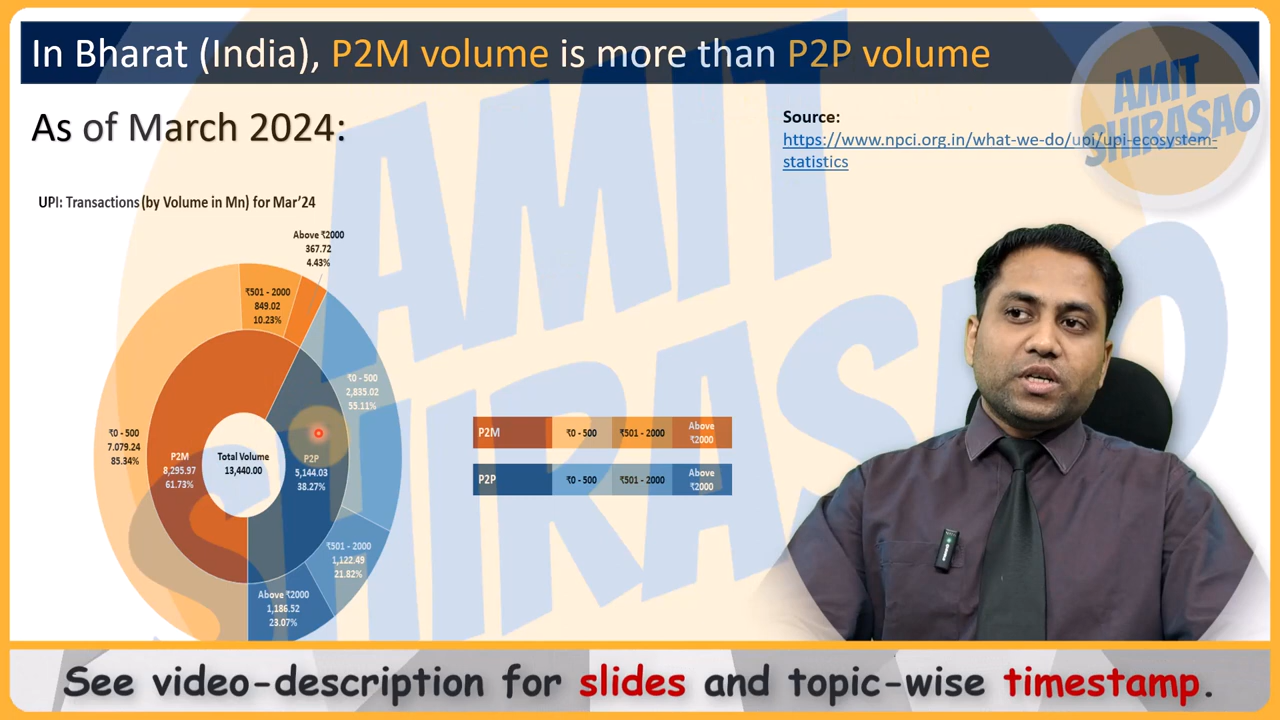 In Bharat (India), P2M volume is more than P2P volume
AMIT
SHIRASAO
As of March 2024:
Source:
https://www.npci.org.in/what-we-do/upi/upi-ecosystem-
statistics
UPI: Transactions (by Volume in Mn) for Mar'24
Above ₹2000
367.72
4.43%
₹501 - 2000
849.02
10.23%
₹0 - 500
2,835.02
55.11%
₹0 - 500
7,079.24
85.34%
P2M
8,295.97
61.73%
Total Volume
13,440.00
P2P
5,144.03
38.27%
₹501 - 2000
1,122.49
21.82%
Above ₹2000
1,186.52
23.07%
P2M ₹0 - 500 ₹501 - 2000 Above ₹2000
P2P ₹0 - 500 ₹501 - 2000 Above ₹2000
AMIT
SHIRASAO
See video-description for slides and topic-wise timestamp.